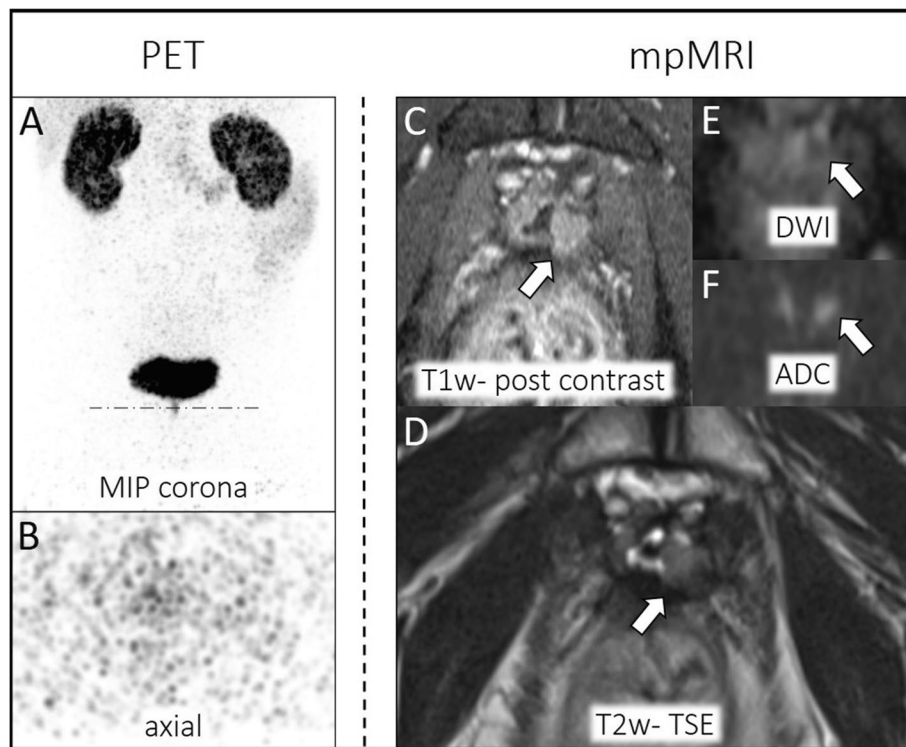 PET
mpMRI
A
MIP corona
B
axial
C
T1w- post contrast
E
DWI
F
ADC
D
T2w- TSE